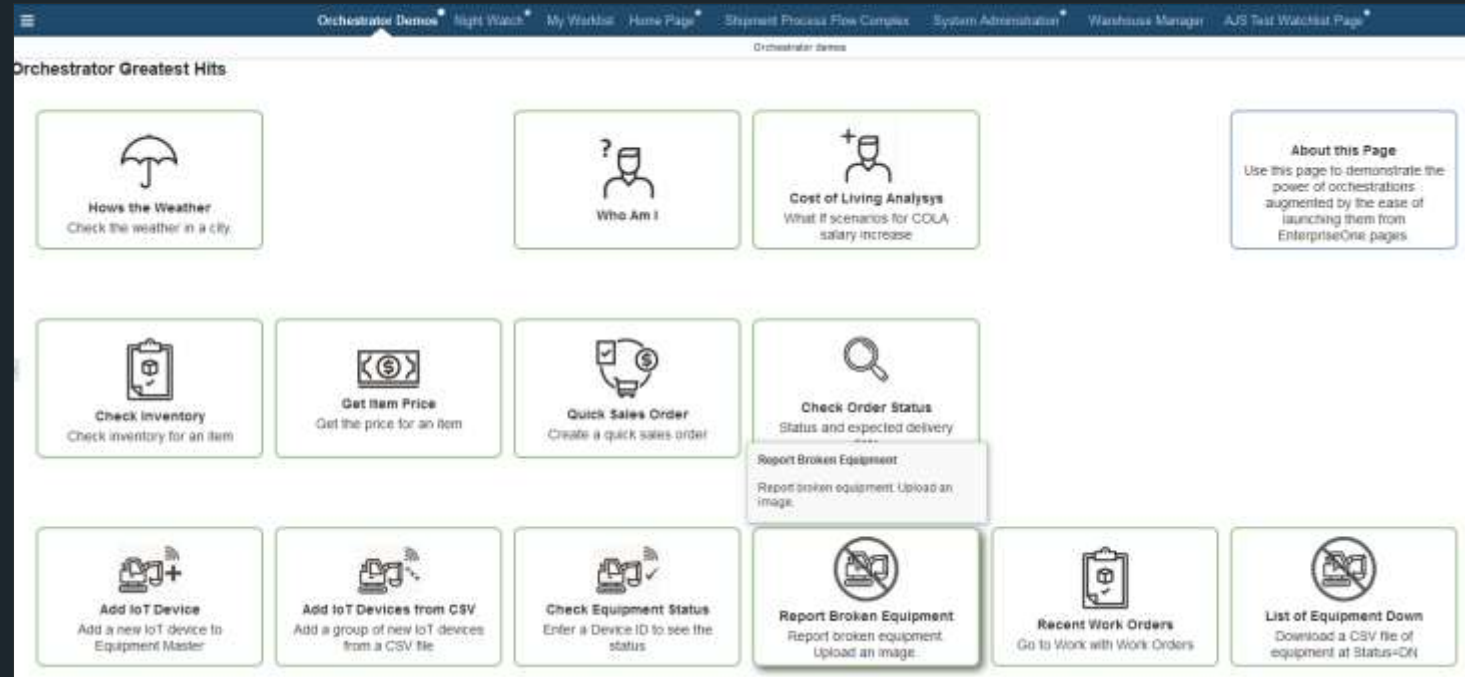 Orchestrator Demos Night Watch My Worklist Home Page Shipment Process Flow Complex System Administration Warehouse Manager AJS Test Watchlist Page
Orchestrator demos
Orchestrator Greatest Hits
Hows the Weather
Check the weather in a city.
?
Who Am I
Cost of Living Analysys
What If scenarios for COLA
salary increase
About this Page
Use this page to demonstrate the
power of orchestrations
augmented by the ease of
launching them from
EnterpriseOne pages
Check Inventory
Check inventory for an item
Get Item Price
Get the price for an item
Quick Sales Order
Create a quick sales order
Check Order Status
Status and expected delivery
Report Broken Equipment
Report broken equipment. Upload an
image.
Add IoT Device
Add a new IoT device to
Equipment Master
Add IoT Devices from CSV
Add a group of new IoT devices
from a CSV file
Check Equipment Status
Enter a Device ID to see the
status
Report Broken Equipment
Report broken equipment.
Upload an image.
Recent Work Orders
Go to Work with Work Orders
List of Equipment Down
Download a CSV file of
equipment at Status=DN